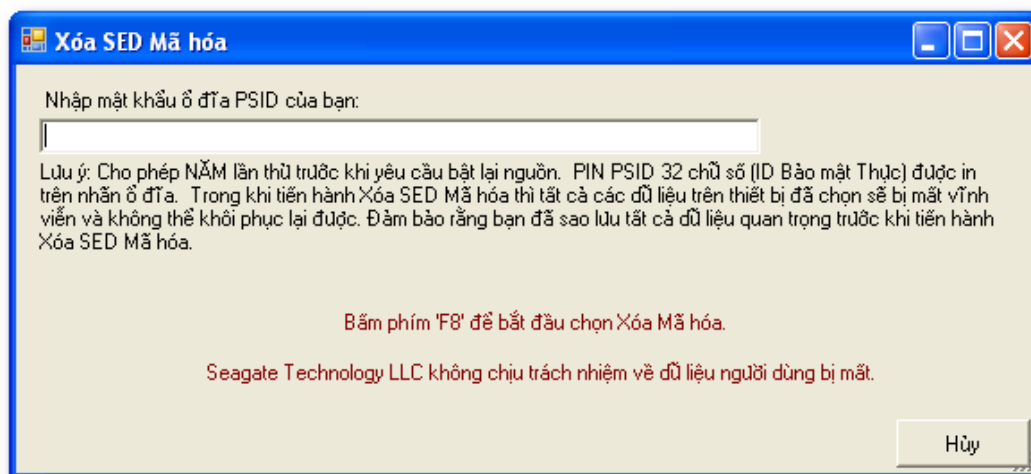 Xóa SED Mã hóa
Nhập mật khẩu ổ đĩa PSID của bạn:
Lưu ý: Cho phép NĂM lần thử trước khi yêu cầu bật lại nguồn.  PIN PSID 32 chữ số (ID Bảo mật Thực) được in
trên nhãn ổ đĩa.  Trong khi tiến hành Xóa SED Mã hóa thì tất cả các dữ liệu trên thiết bị đã chọn sẽ bị mất vĩnh
viễn và không thể khôi phục lại được. Đảm bảo rằng bạn đã sao lưu tất cả dữ liệu quan trọng trước khi tiến hành
Xóa SED Mã hóa.
Bấm phím 'F8' để bắt đầu chọn Xóa Mã hóa.
Seagate Technology LLC không chịu trách nhiệm về dữ liệu người dùng bị mất.
Hủy